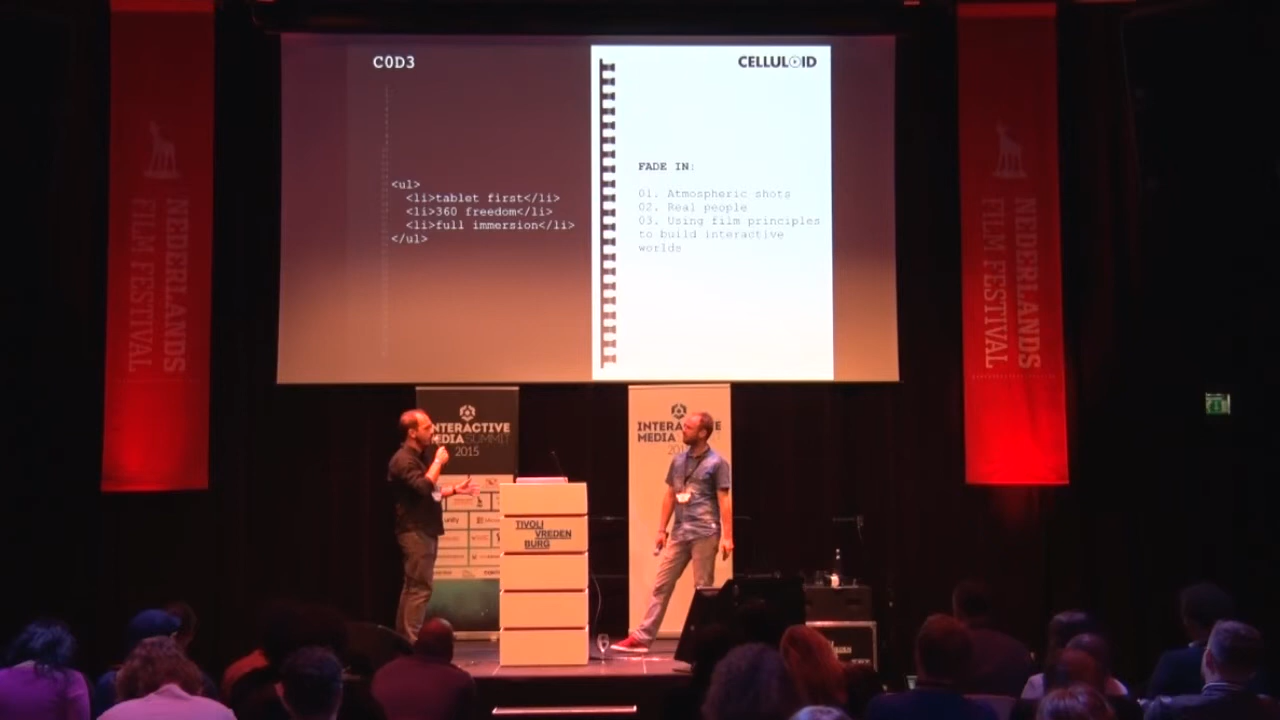 C0D3
<ul>
<li>tablet first</li>
<li>360 freedom</li>
<li>full immersion</li>
</ul>
CELLULOID
FADE IN:
01. Atmospheric shots
02. Real people
03. Using film principles
to build interactive
worlds
NEDERLANDS
FILM FESTIVAL
NEDERLANDS
FILM FESTIVAL
INTERACTIVE
MEDIA SUMMIT
2015
unity
MEDIA
TIVOLI
VREDEN
BURG